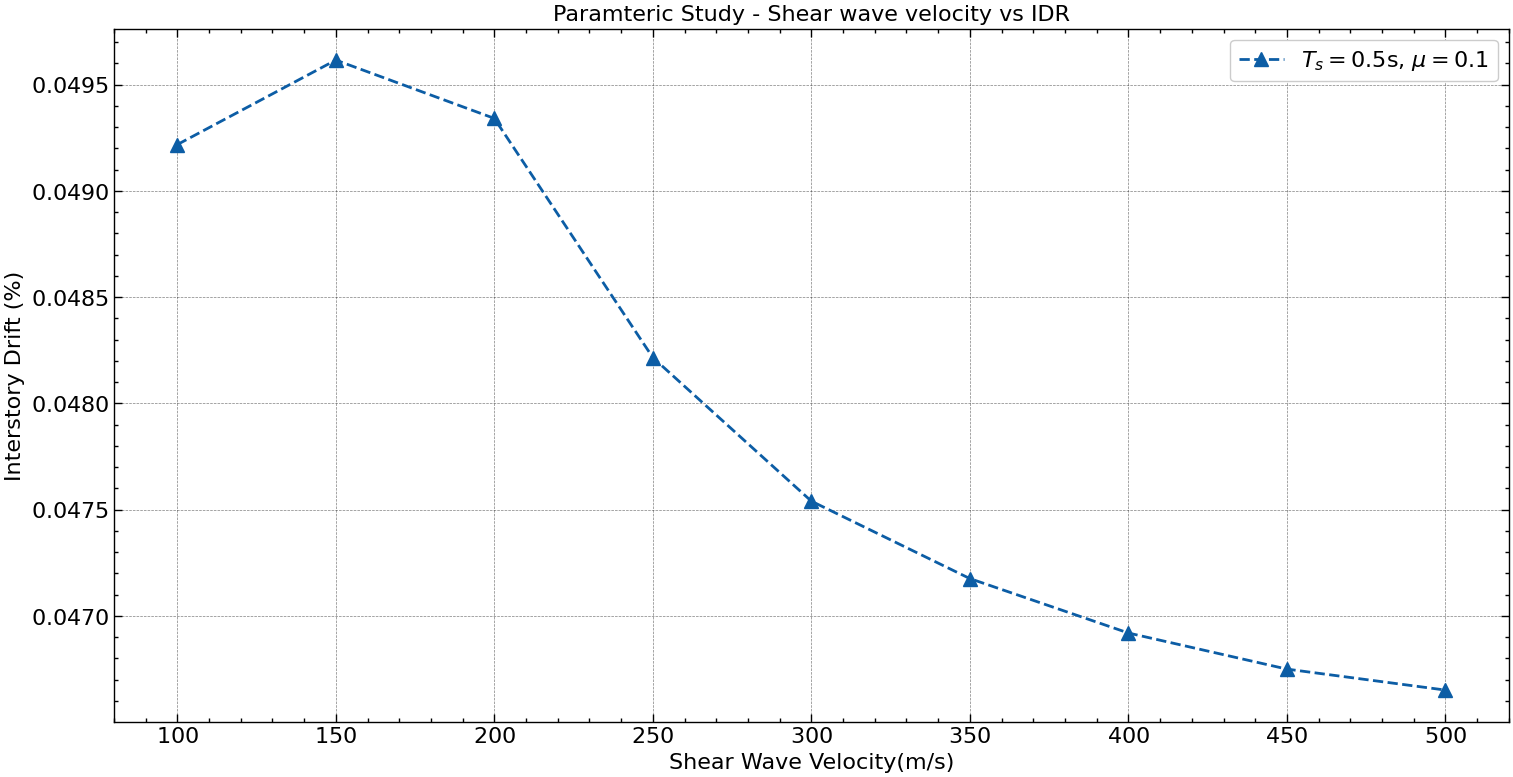 Paramteric Study - Shear wave velocity vs IDR
T_s = 0.5s, μ = 0.1
Interstory Drift (%)
0.0495
0.0490
0.0485
0.0480
0.0475
0.0470
100 150 200 250 300 350 400 450 500
Shear Wave Velocity(m/s)